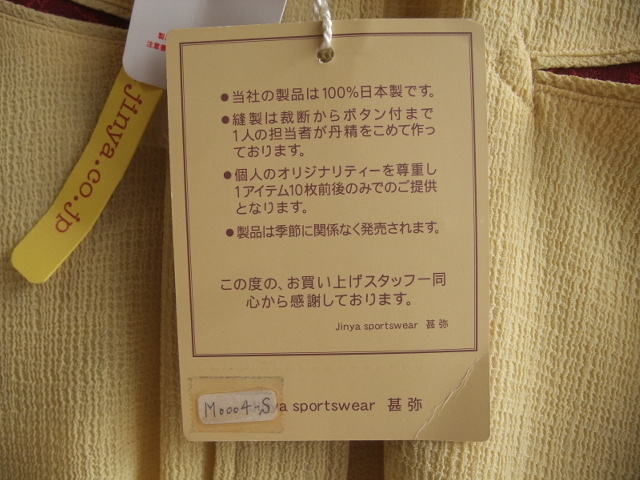 製
注意
jinya.co.jp
●当社の製品は100%日本製です。
●縫製は裁断からボタン付まで
1人の担当者が丹精をこめて作っ
ております。
●個人のオリジナリティーを尊重し
1アイテム10枚前後のみでのご提供
となります。
●製品は季節に関係なく発売されます。
この度の、お買い上げスタッフ一同
心から感謝しております。
Jinya sportswear 甚弥
ya sportswear 甚弥
M0004-S